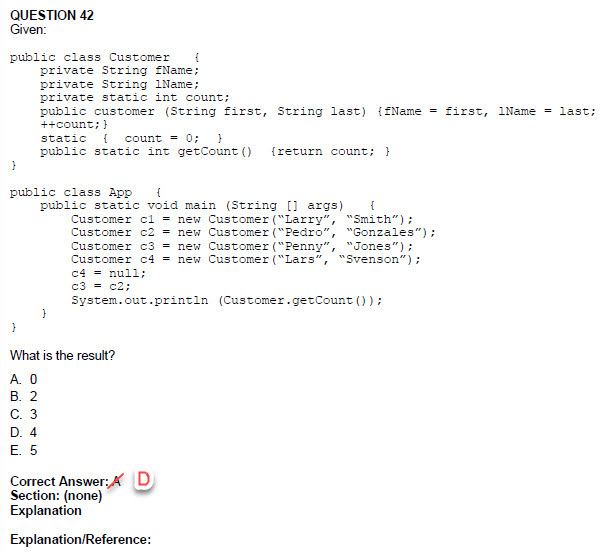 QUESTION 42
Given:
public class Customer {
private String fName;
private String lName;
private static int count;
public customer (String first, String last) {fName = first, lName = last;
++count;}
static { count = 0; }
public static int getCount() {return count; }
}
public class App {
public static void main (String [] args) {
Customer c1 = new Customer(“Larry”, “Smith”);
Customer c2 = new Customer(“Pedro”, “Gonzales”);
Customer c3 = new Customer(“Penny”, “Jones”);
Customer c4 = new Customer(“Lars”, “Svenson”);
c4 = null;
c3 = c2;
System.out.println (Customer.getCount());
}
}
What is the result?
A. 0
B. 2
C. 3
D. 4
E. 5
Correct Answer: A D
Section: (none)
Explanation
Explanation/Reference: